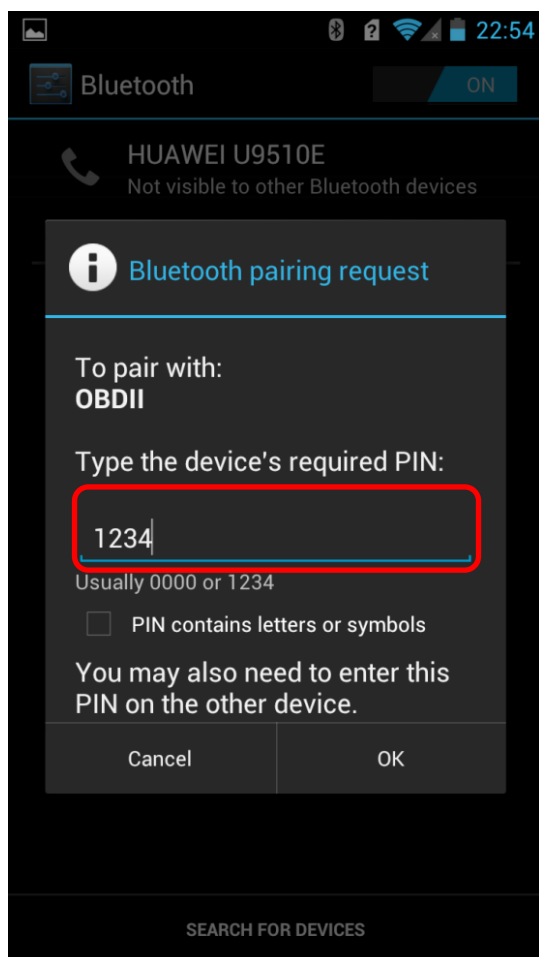 22:54
Bluetooth
ON
HUAWEI U9510E
Not visible to other Bluetooth devices
Bluetooth pairing request
To pair with:
OBDII
Type the device's required PIN:
1234
Usually 0000 or 1234
PIN contains letters or symbols
You may also need to enter this
PIN on the other device.
Cancel
OK
SEARCH FOR DEVICES